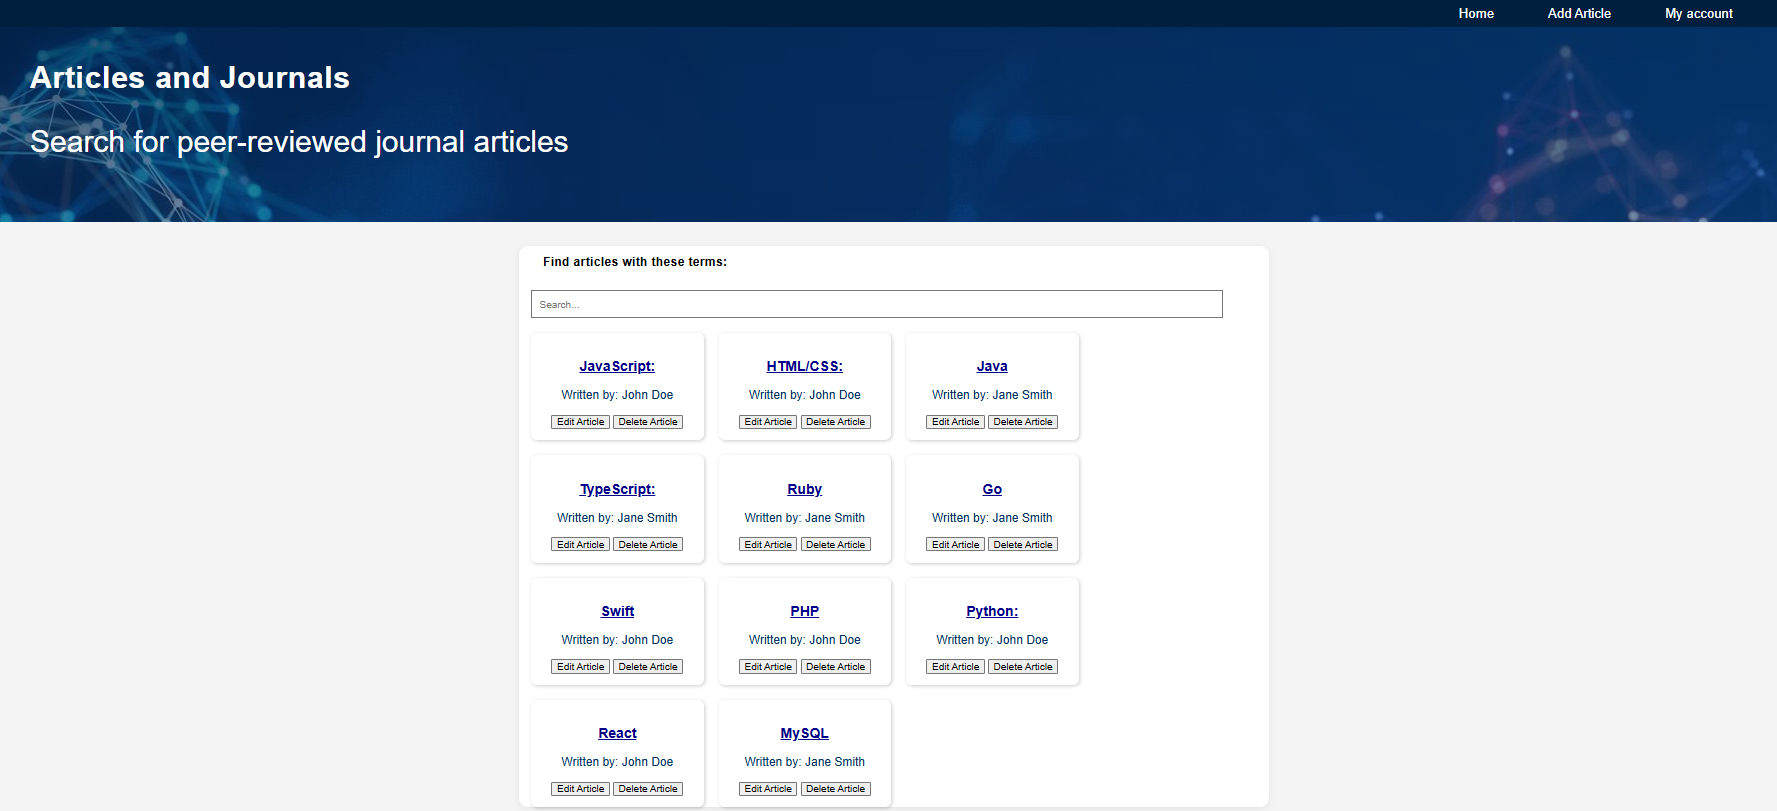 Home Add Article My account
Articles and Journals
Search for peer-reviewed journal articles
Find articles with these terms:
Search...
JavaScript: HTML/CSS: Java
Written by: John Doe Written by: John Doe Written by: Jane Smith
Edit Article Delete Article Edit Article Delete Article Edit Article Delete Article
TypeScript: Ruby Go
Written by: Jane Smith Written by: Jane Smith Written by: Jane Smith
Edit Article Delete Article Edit Article Delete Article Edit Article Delete Article
Swift PHP Python:
Written by: John Doe Written by: John Doe Written by: John Doe
Edit Article Delete Article Edit Article Delete Article Edit Article Delete Article
React MySQL
Written by: John Doe Written by: Jane Smith
Edit Article Delete Article Edit Article Delete Article